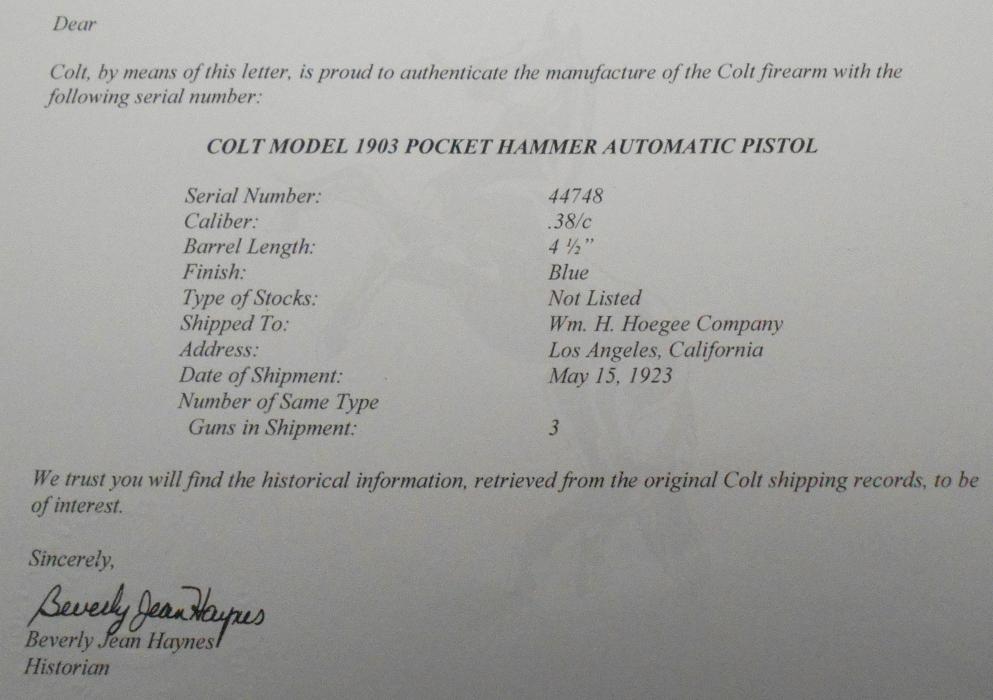 Dear
Colt, by means of this letter, is proud to authenticate the manufacture of the Colt firearm with the
following serial number:
COLT MODEL 1903 POCKET HAMMER AUTOMATIC PISTOL
Serial Number: 44748
Caliber: .38/c
Barrel Length: 4 ½”
Finish: Blue
Type of Stocks: Not Listed
Shipped To: Wm. H. Hoegee Company
Address: Los Angeles, California
Date of Shipment: May 15, 1923
Number of Same Type
Guns in Shipment: 3
We trust you will find the historical information, retrieved from the original Colt shipping records, to be
of interest.
Sincerely,
Beverly Jean Haynes
Beverly Jean Haynes
Historian